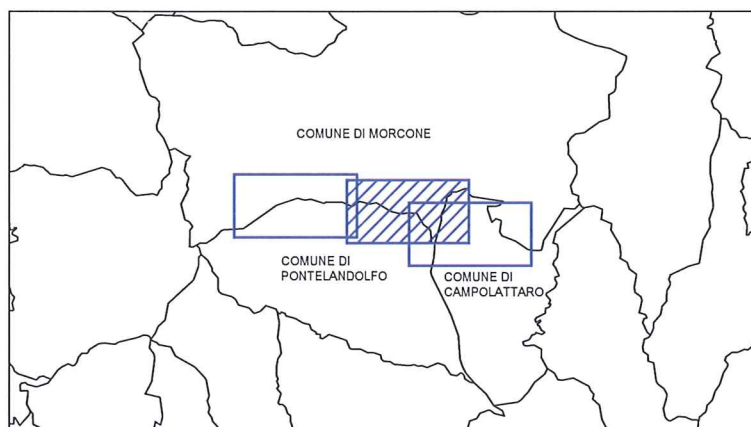 COMUNE DI MORCONE
COMUNE DI
PONTELANDOLFO
COMUNE DI
CAMPOLATTARO